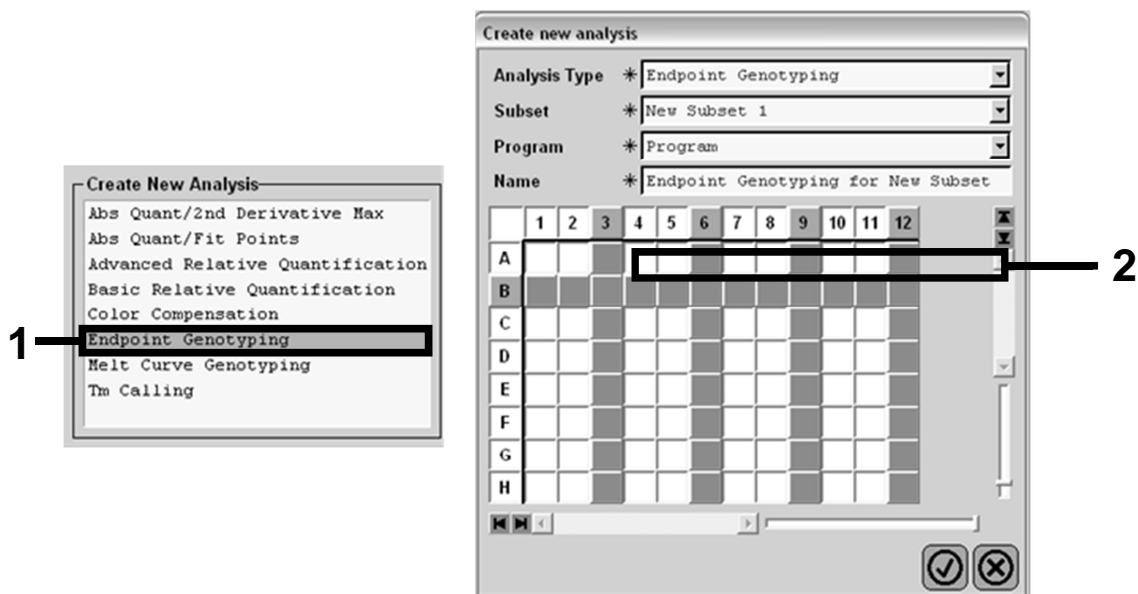 Create New Analysis
Abs Quant/2nd Derivative Max
Abs Quant/Fit Points
Advanced Relative Quantification
Basic Relative Quantification
Color Compensation
Endpoint Genotyping
Melt Curve Genotyping
Tm Calling
1
Create new analysis
Analysis Type * Endpoint Genotyping
Subset * New Subset 1
Program * Program
Name * Endpoint Genotyping for New Subset
1 2 3 4 5 6 7 8 9 10 11 12
A
B
C
D
E
F
G
H
2